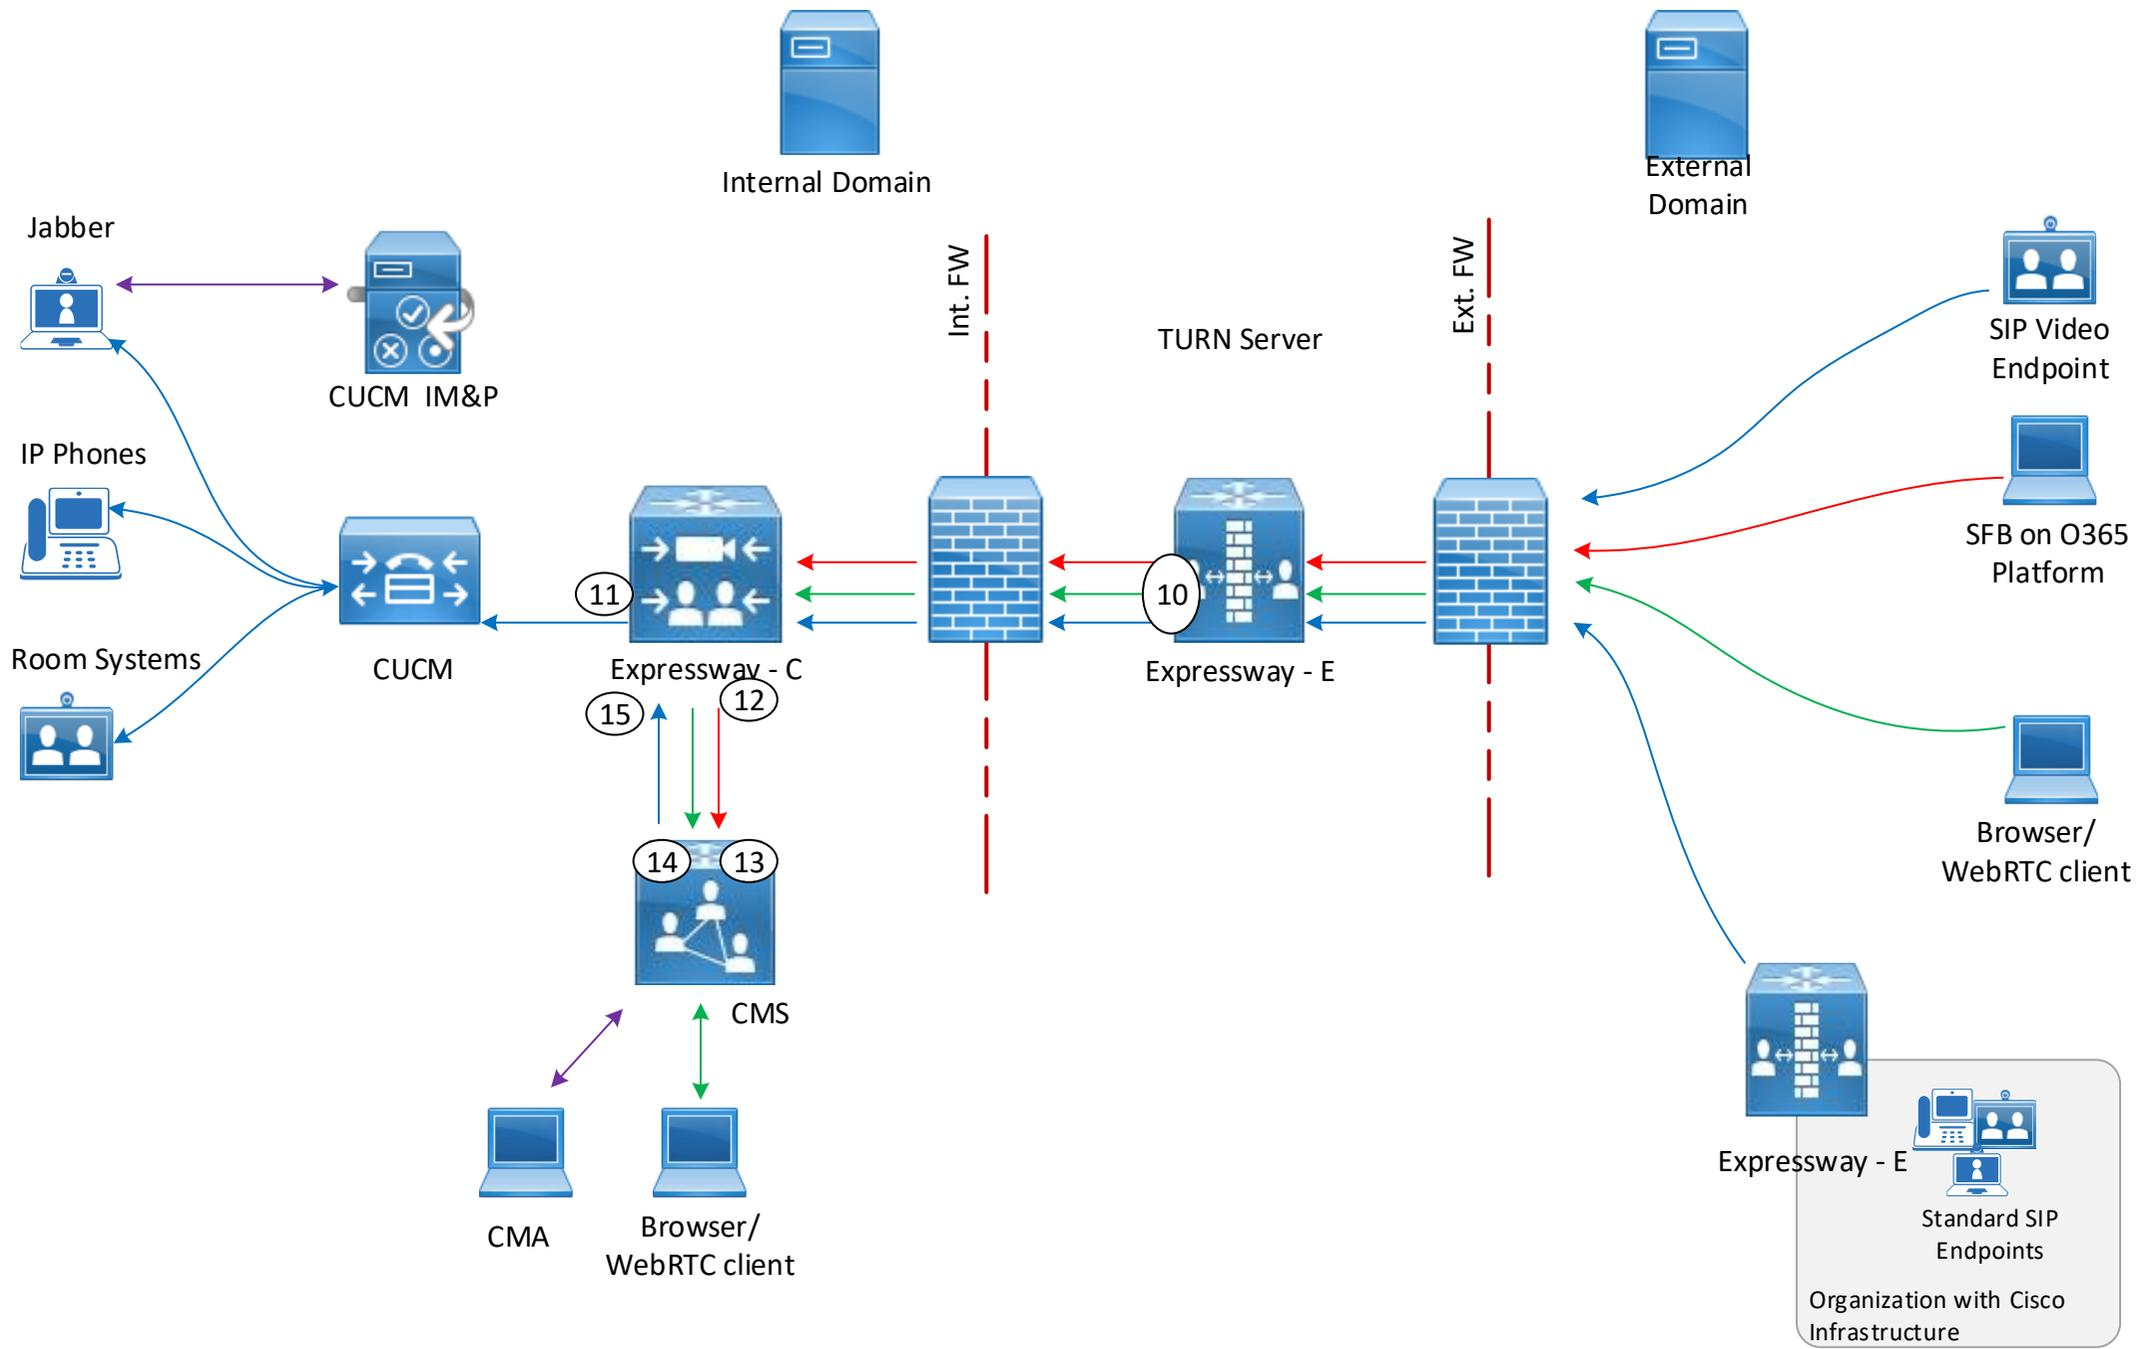 Internal Domain
External
Domain
Jabber
CUCM IM&P
Int. FW
TURN Server
Ext. FW
SIP Video
Endpoint
IP Phones
SFB on O365
Platform
10
11
Room Systems
CUCM
Expressway - C
Expressway - E
12
15
14
13
Browser/
WebRTC client
CMS
CMA
Browser/
WebRTC client
Expressway - E
Standard SIP
Endpoints
Organization with Cisco
Infrastructure